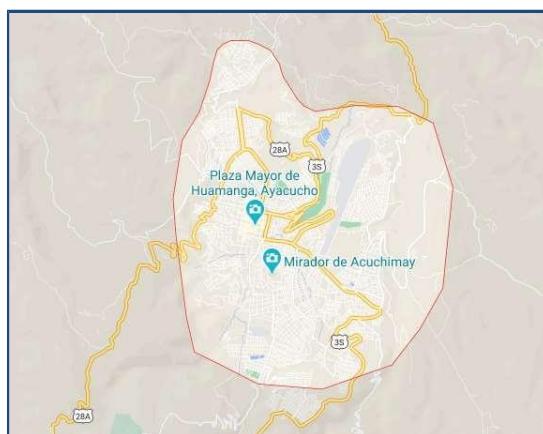 28A
3S
Plaza Mayor de
Huamanga, Ayacucho
Mirador de Acuchimay
3S
28A